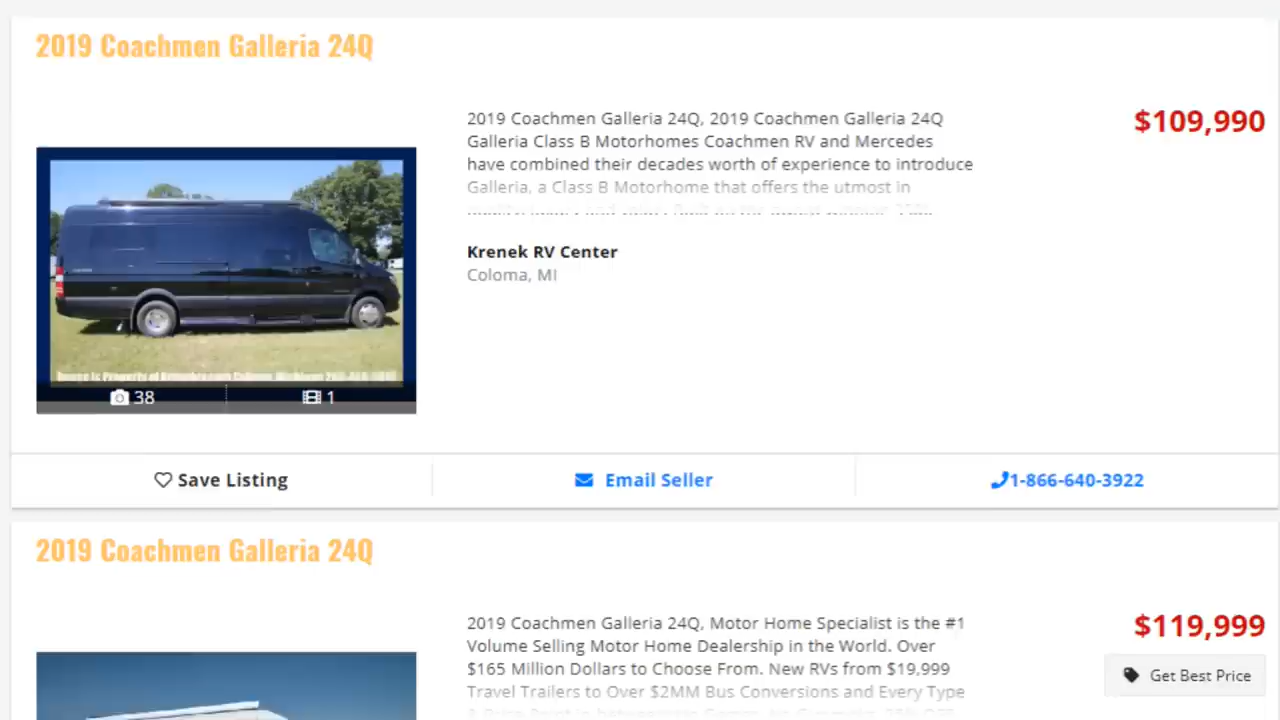 2019 Coachmen Galleria 24Q
2019 Coachmen Galleria 24Q, 2019 Coachmen Galleria 24Q
Galleria Class B Motorhomes Coachmen RV and Mercedes
have combined their decades worth of experience to introduce
Galleria, a Class B Motorhome that offers the utmost in
$109,990
Krenek RV Center
Coloma, MI
38
1
Save Listing
Email Seller
1-866-640-3922
2019 Coachmen Galleria 24Q
2019 Coachmen Galleria 24Q, Motor Home Specialist is the #1
Volume Selling Motor Home Dealership in the World. Over
$165 Million Dollars to Choose From. New RVs from $19,999
Travel Trailers to Over $2MM Bus Conversions and Every Type
$119,999
Get Best Price